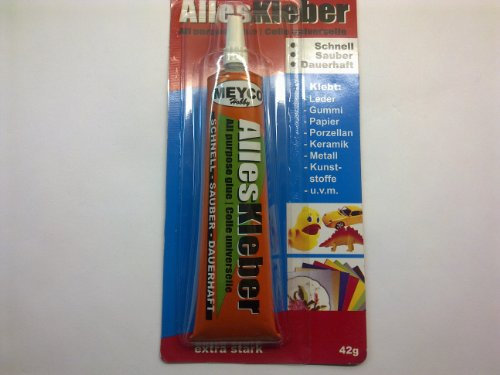 AllesKleber
All purpose glue | Colle universelle
Schnell
Sauber
Dauerhaft
Klebt:
- Leder
- Gummi
- Papier
- Porzellan
- Keramik
- Metall
- Kunst-
stoffe
- u.v.m.
MEYCO
Hobby
AllesKleber
All purpose glue | Colle universelle
SCHNELL - SAUBER - DAUERHAFT
extra stark
42g